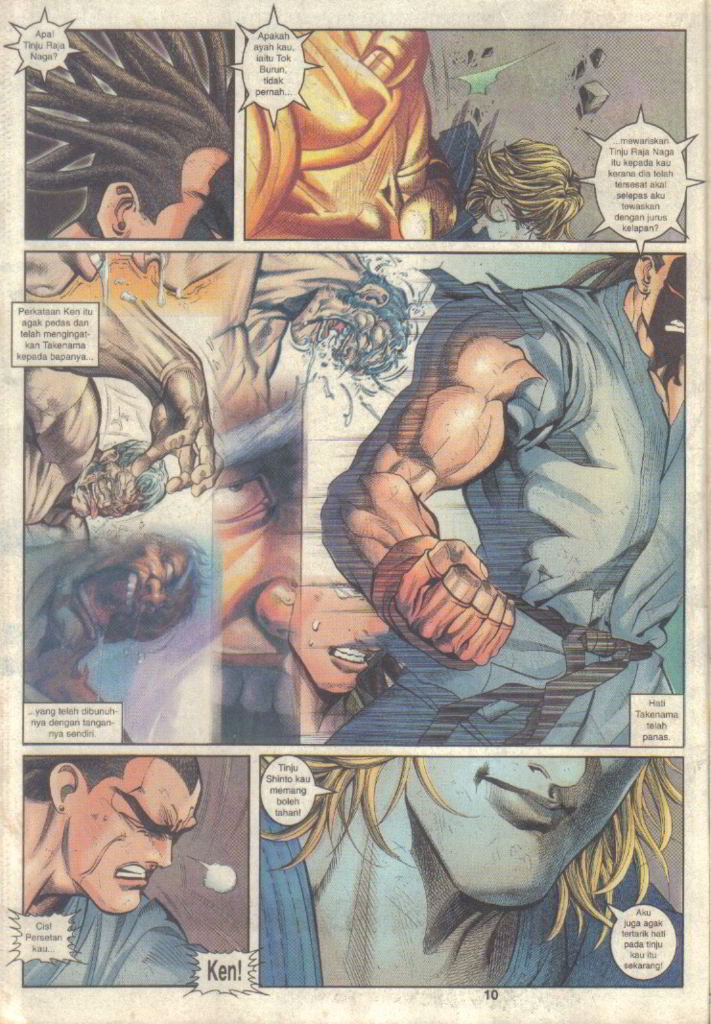 Apa!
Tinju Raja
Naga?
Apakah
ayah kau,
iaitu Tok
Burun,
tidak
pernah...
...mewariskan
Tinju Raja Naga
itu kepada kau
kerana dia telah
tersesat akal
selepas aku
tewaskan
dengan jurus
kelapan?
Perkataan Ken itu
agak pedas dan
telah mengingat-
kan Takenama
kepada bapanya...
...yang telah dibunuh-
nya dengan tangan-
nya sendiri.
Hati
Takenama
telah
panas.
Cis!
Persetan
kau...
Ken!
Tinju
Shinto kau
memang
boleh
tahan!
Aku
juga agak
tertarik hati
pada tinju
kau itu
sekarang!
10